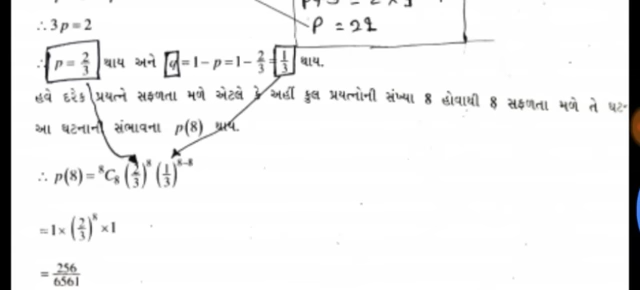 ∴ 3p = 2
P = 2q
∴ p = 2/3 થાય અને q = 1 − p = 1 − 2/3 = 1/3 થાય.
હવે દરેક પ્રયત્ને સફળતા મળે એટલે કે અહીં કુલ પ્રયત્નોની સંખ્યા 8 હોવાથી 8 સફળતા મળે તે
આ ઘટનાની સંભાવના p(8) થાય.
∴ p(8) = ⁸C₈ (2/3)⁸ (1/3)⁸⁻⁸
= 1 × (2/3)⁸ × 1
= 256/6561